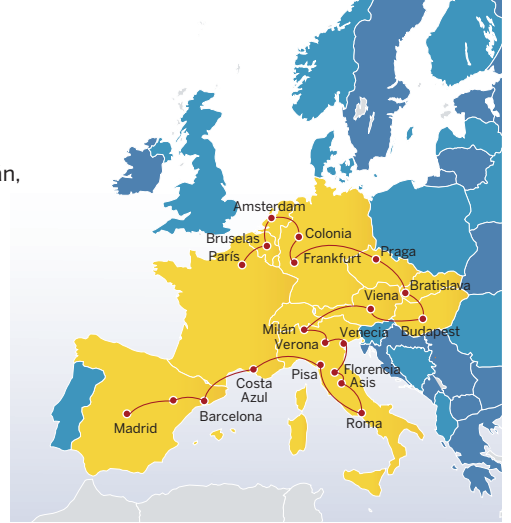 an,
Amsterdam
Bruselas
Colonia
París
Frankfurt
Praga
Bratislava
Viena
Milán
Venecia
Budapest
Verona
Pisa
Florencia
Costa
Azul
Asis
Barcelona
Madrid
Roma